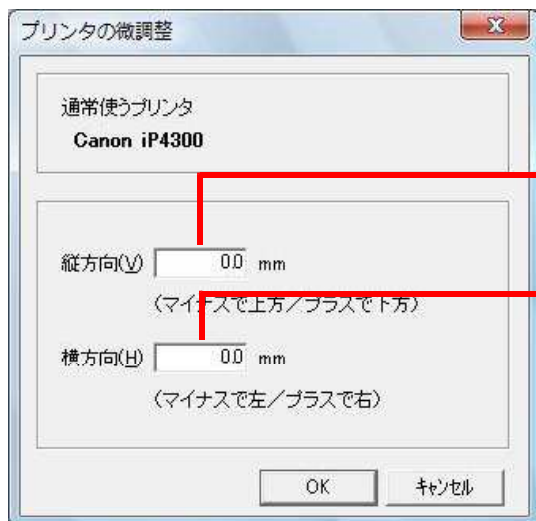 プリンタの微調整
通常使うプリンタ
Canon iP4300
縦方向(V) 0.0 mm
(マイナスで上方/プラスで下方)
横方向(H) 0.0 mm
(マイナスで左/プラスで右)
OK キャンセル